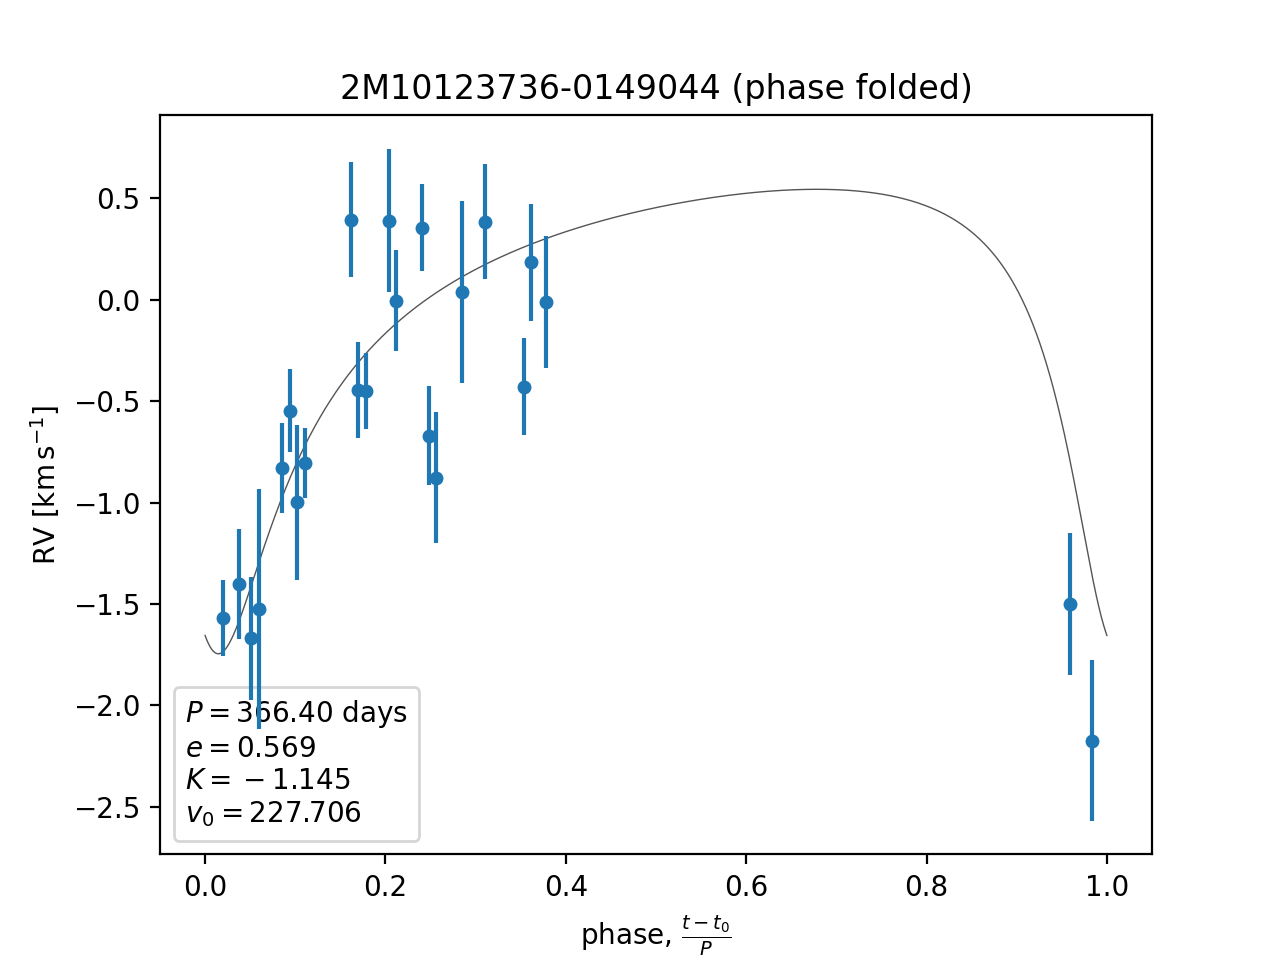 2M10123736-0149044 (phase folded)
RV [km s⁻¹]
0.5
0.0
−0.5
−1.0
−1.5
−2.0
−2.5
P = 366.40 days
e = 0.569
K = −1.145
v₀ = 227.706
0.0 0.2 0.4 0.6 0.8 1.0
phase, (t − t₀)/P